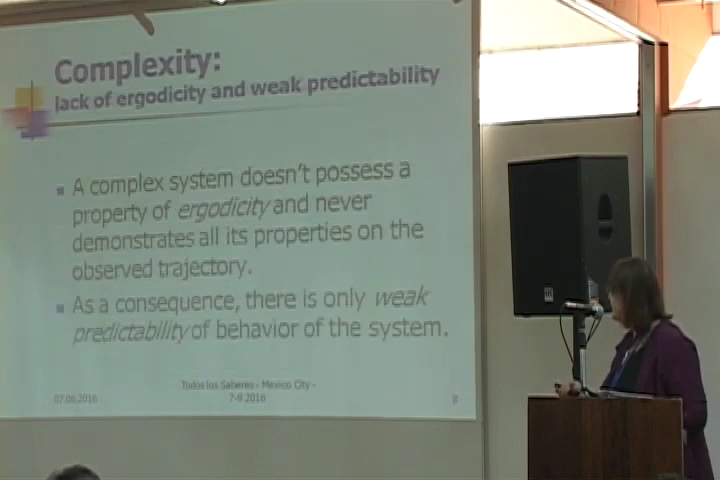 Complexity:
lack of ergodicity and weak predictability
A complex system doesn't possess a
property of ergodicity and never
demonstrates all its properties on the
observed trajectory.
As a consequence, there is only weak
predictability of behavior of the system.
Todos los Saberes - Mexico City -
07.08.2016
7-9 2016
8